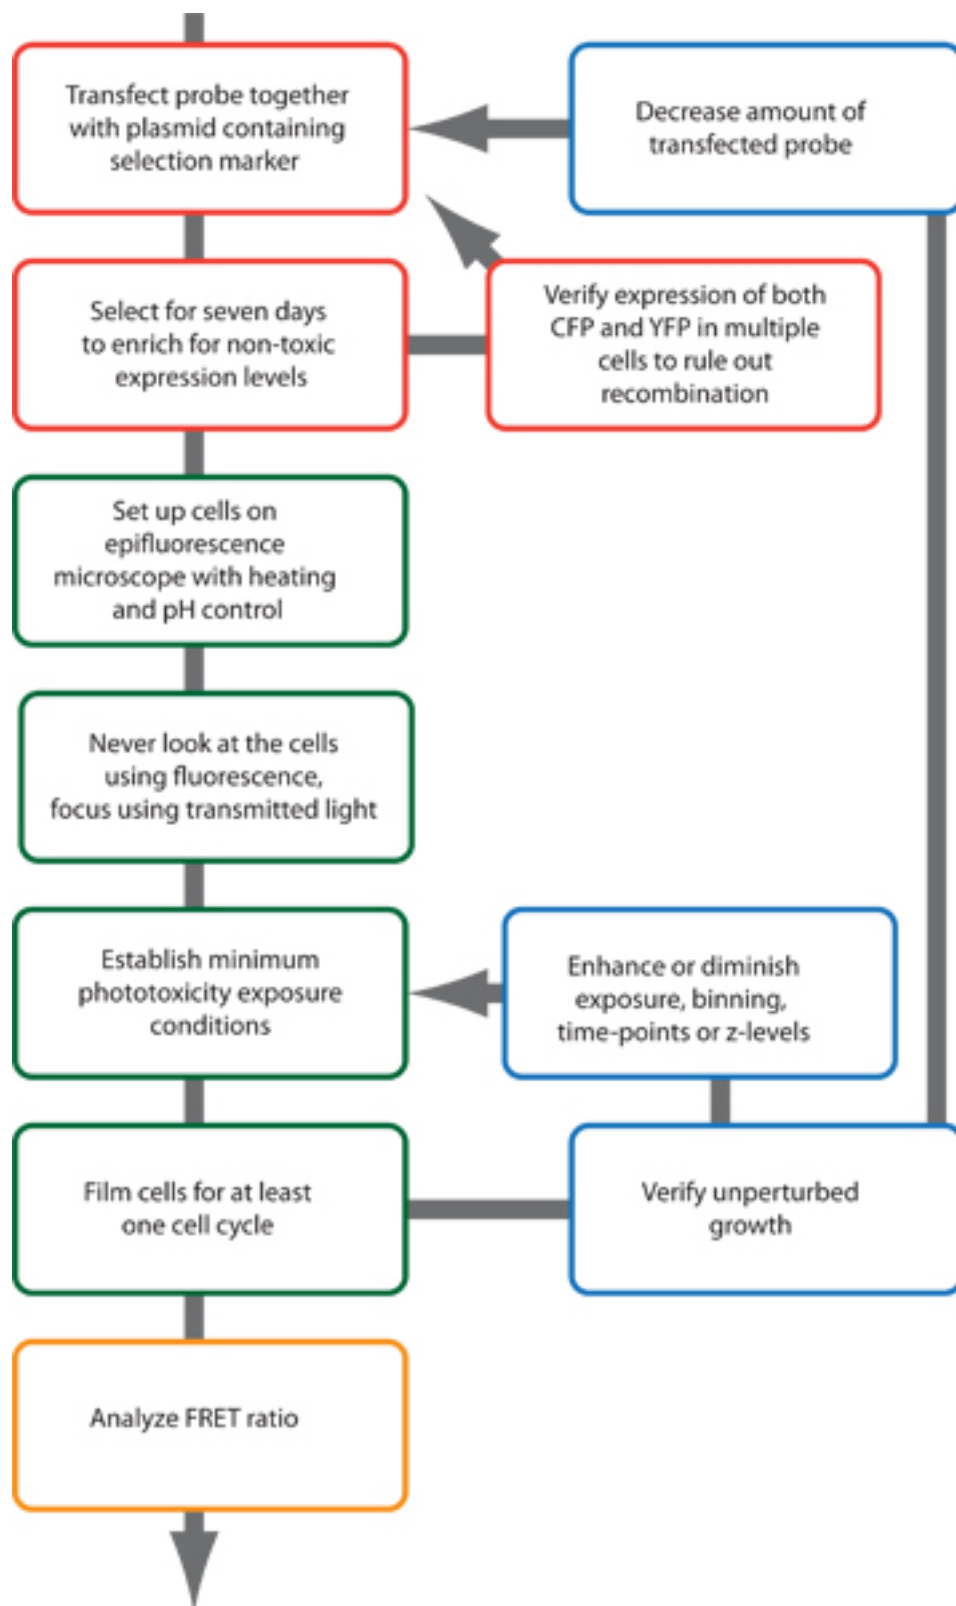 Transfect probe together
with plasmid containing
selection marker
Decrease amount of
transfected probe
Select for seven days
to enrich for non-toxic
expression levels
Verify expression of both
CFP and YFP in multiple
cells to rule out
recombination
Set up cells on
epifluorescence
microscope with heating
and pH control
Never look at the cells
using fluorescence,
focus using transmitted light
Establish minimum
phototoxicity exposure
conditions
Enhance or diminish
exposure, binning,
time-points or z-levels
Film cells for at least
one cell cycle
Verify unperturbed
growth
Analyze FRET ratio